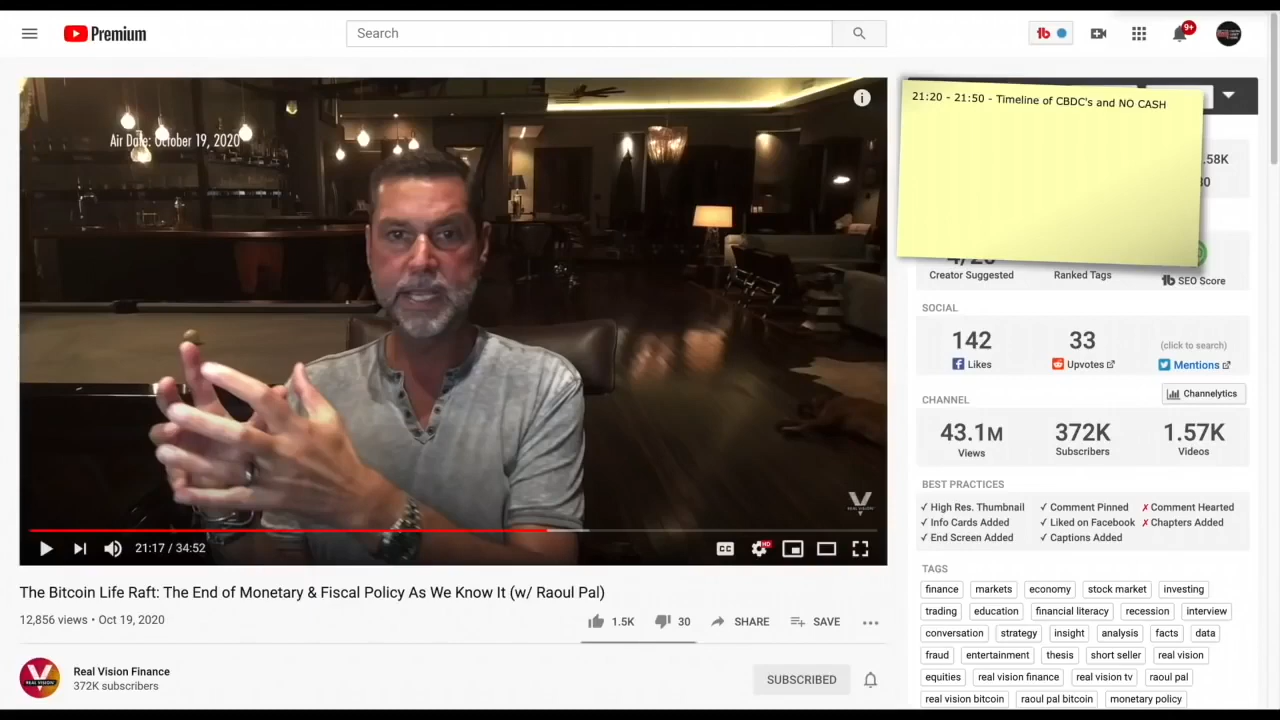 Premium
Search
9+
21:20 - 21:50 - Timeline of CBDC's and NO CASH
.58K
Air Date: October 19, 2020
Creator Suggested
Ranked Tags
tb SEO Score
SOCIAL
142
33
(click to search)
Likes
Upvotes
Mentions
Channelytics
CHANNEL
43.1M
372K
1.57K
Views
Subscribers
Videos
BEST PRACTICES
✓ High Res. Thumbnail
✓ Comment Pinned
✗ Comment Hearted
✓ Info Cards Added
✓ Liked on Facebook
✗ Chapters Added
✓ End Screen Added
✓ Captions Added
REAL VISION
21:17 / 34:52
CC
HD
TAGS
finance markets economy stock market investing
trading education financial literacy recession interview
conversation strategy insight analysis facts data
fraud entertainment thesis short seller real vision
equities real vision finance real vision tv raoul pal
real vision bitcoin raoul pal bitcoin monetary policy
The Bitcoin Life Raft: The End of Monetary & Fiscal Policy As We Know It (w/ Raoul Pal)
12,856 views • Oct 19, 2020
1.5K
30
SHARE
SAVE
REAL VISION
Real Vision Finance
372K subscribers
SUBSCRIBED